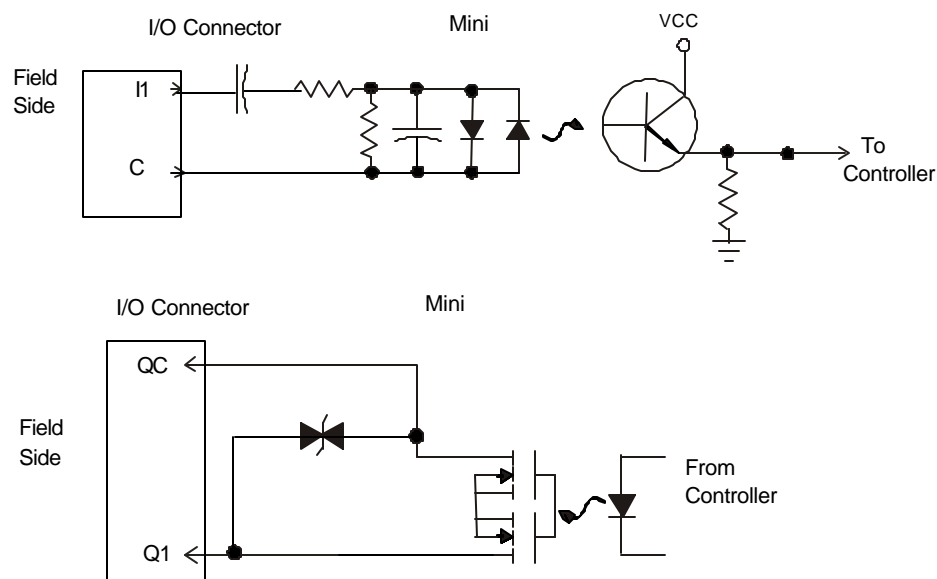 I/O Connector
Mini
VCC
Field
Side
I1
C
To
Controller
I/O Connector
Mini
QC
Field
Side
Q1
From
Controller